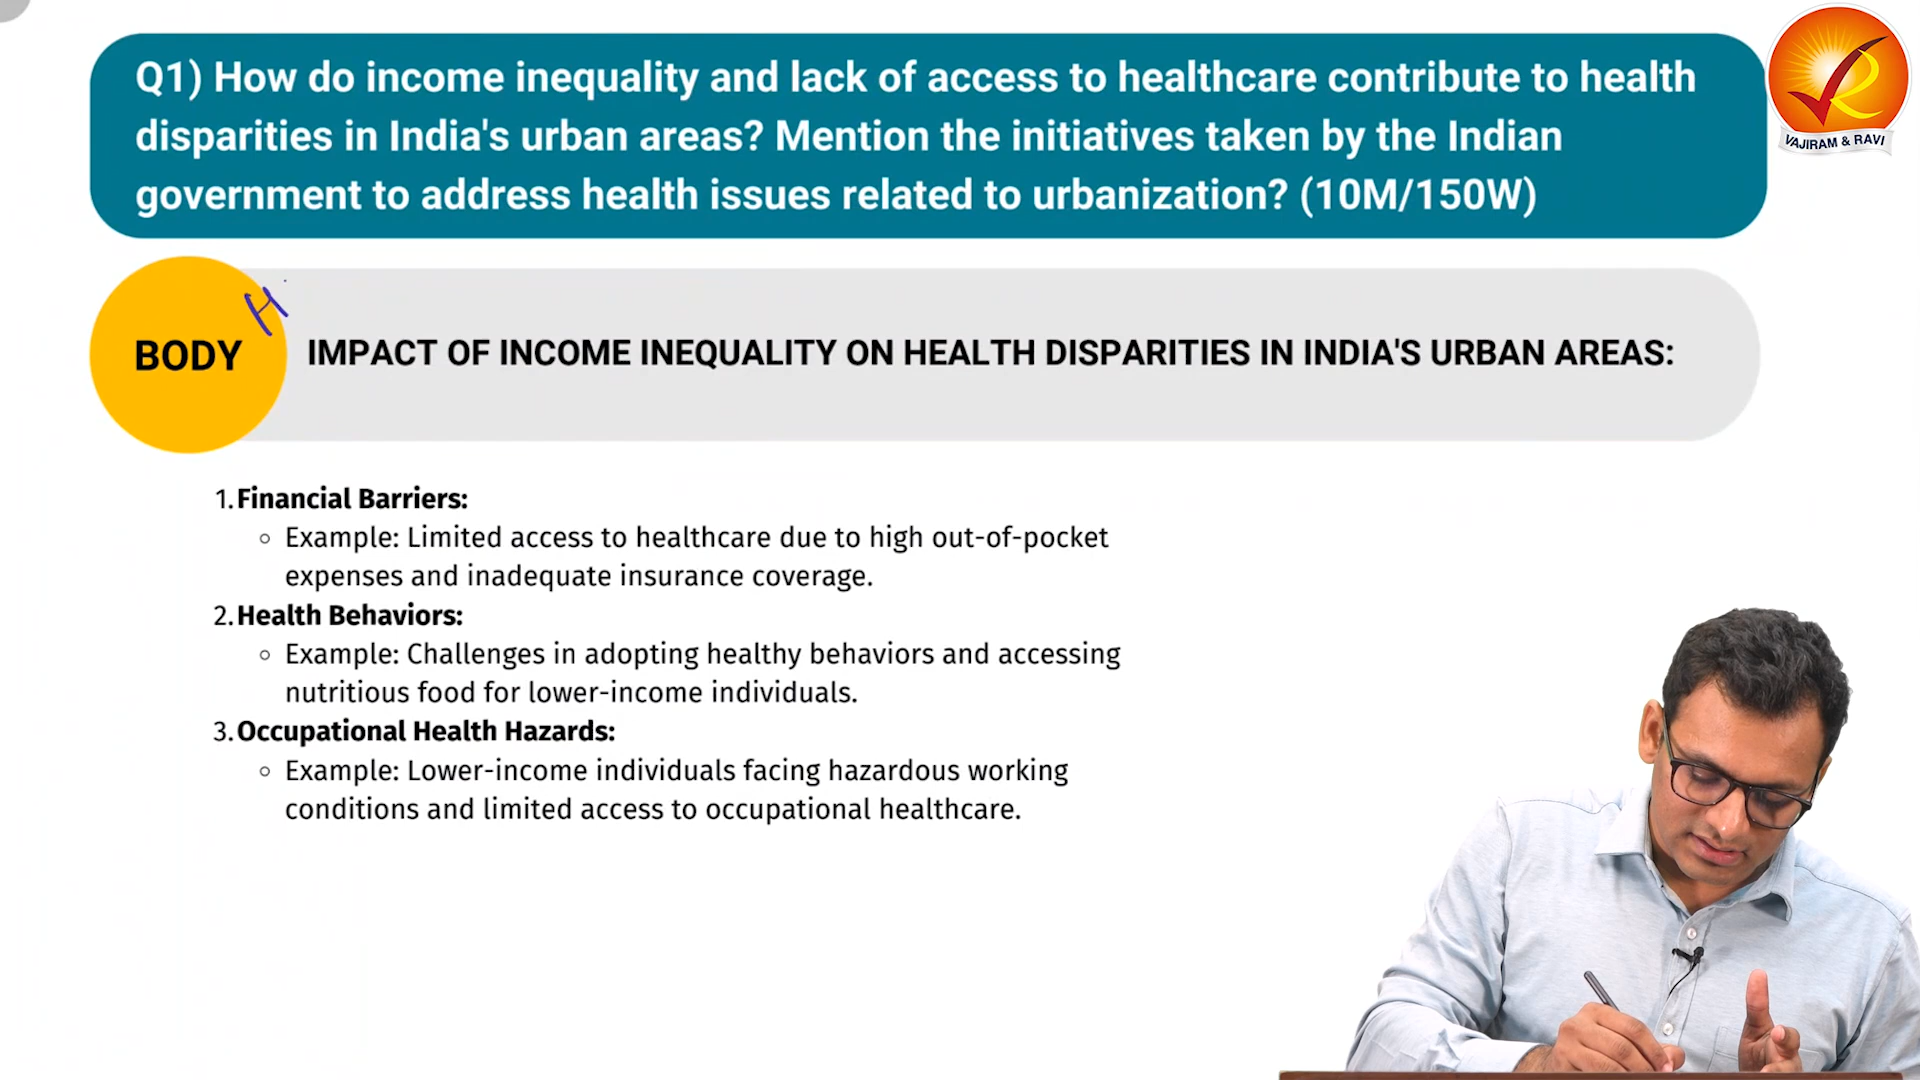 Q1) How do income inequality and lack of access to healthcare contribute to health
disparities in India's urban areas? Mention the initiatives taken by the Indian
government to address health issues related to urbanization? (10M/150W)
VAJIRAM & RAVI
H
BODY
IMPACT OF INCOME INEQUALITY ON HEALTH DISPARITIES IN INDIA'S URBAN AREAS:
1. Financial Barriers:
◦ Example: Limited access to healthcare due to high out-of-pocket
expenses and inadequate insurance coverage.
2. Health Behaviors:
◦ Example: Challenges in adopting healthy behaviors and accessing
nutritious food for lower-income individuals.
3. Occupational Health Hazards:
◦ Example: Lower-income individuals facing hazardous working
conditions and limited access to occupational healthcare.